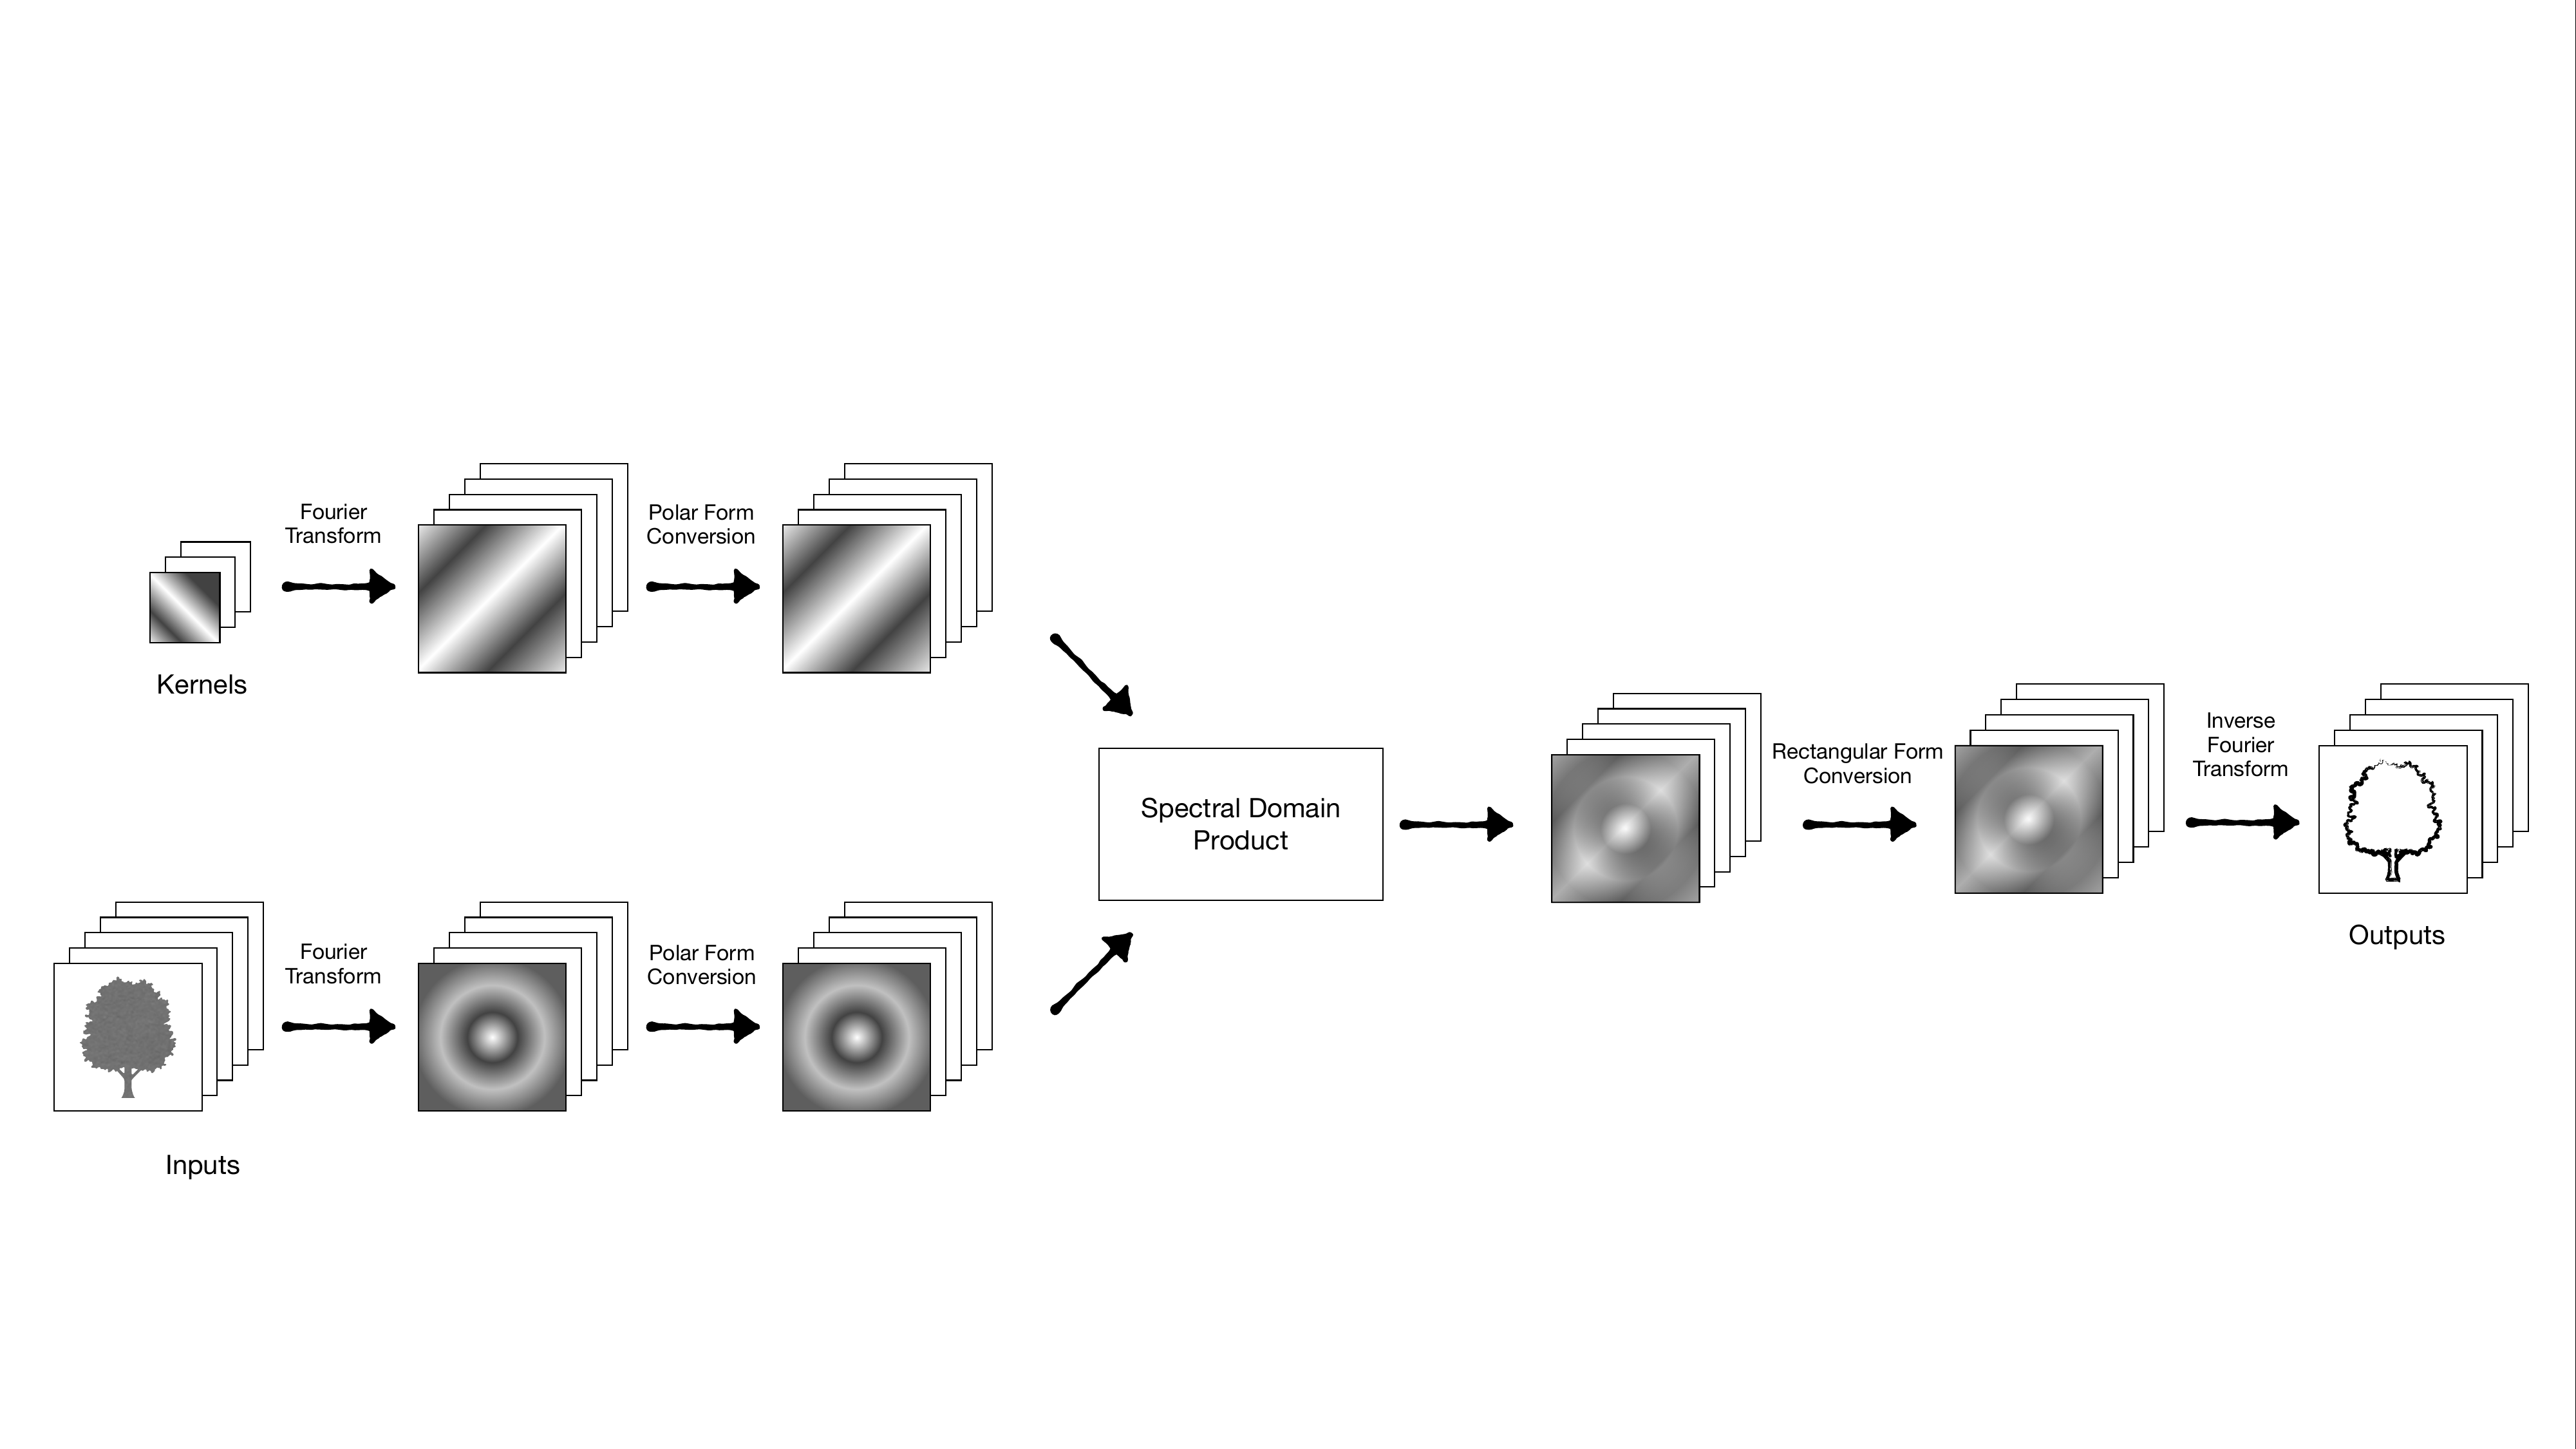 Fourier
Transform
Polar Form
Conversion
Kernels
Fourier
Transform
Polar Form
Conversion
Inputs
Spectral Domain
Product
Rectangular Form
Conversion
Inverse
Fourier
Transform
Outputs